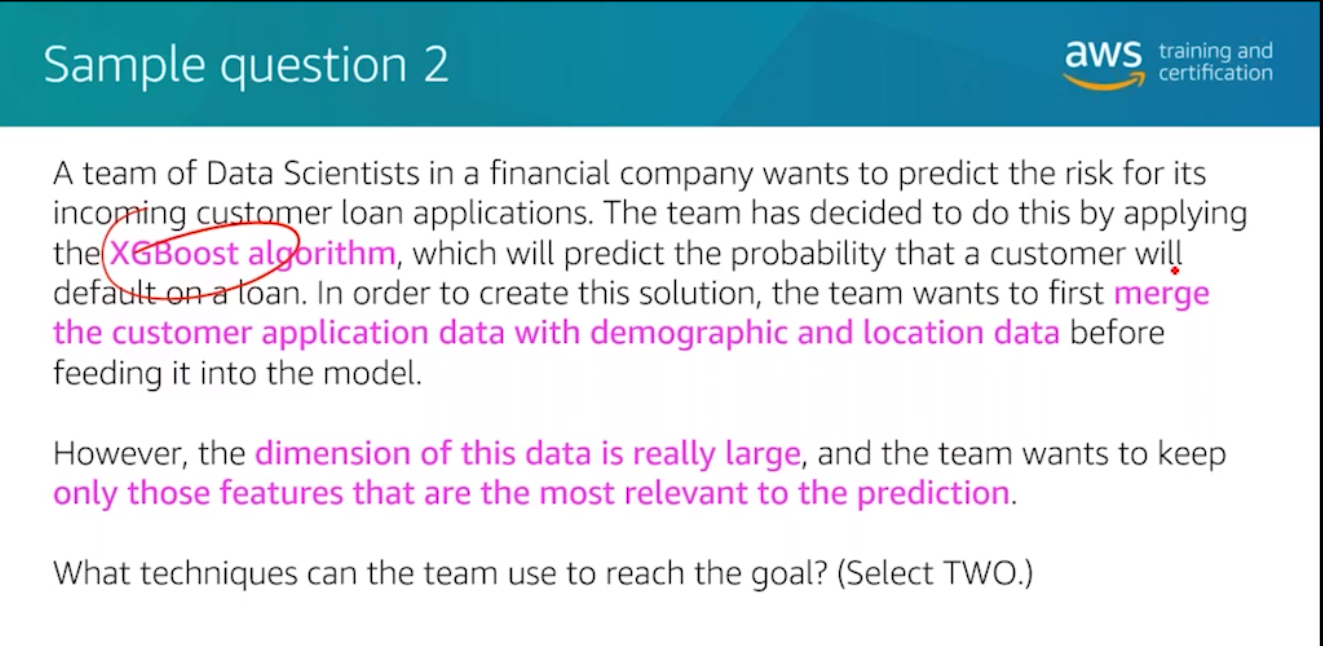 Sample question 2
aws training and
certification
A team of Data Scientists in a financial company wants to predict the risk for its
incoming customer loan applications. The team has decided to do this by applying
the XGBoost algorithm, which will predict the probability that a customer will
default on a loan. In order to create this solution, the team wants to first merge
the customer application data with demographic and location data before
feeding it into the model.
However, the dimension of this data is really large, and the team wants to keep
only those features that are the most relevant to the prediction.
What techniques can the team use to reach the goal? (Select TWO.)